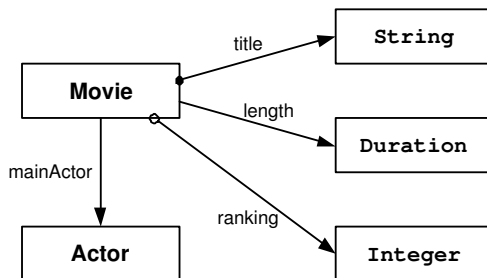 title
String
Movie
length
Duration
mainActor
ranking
Actor
Integer